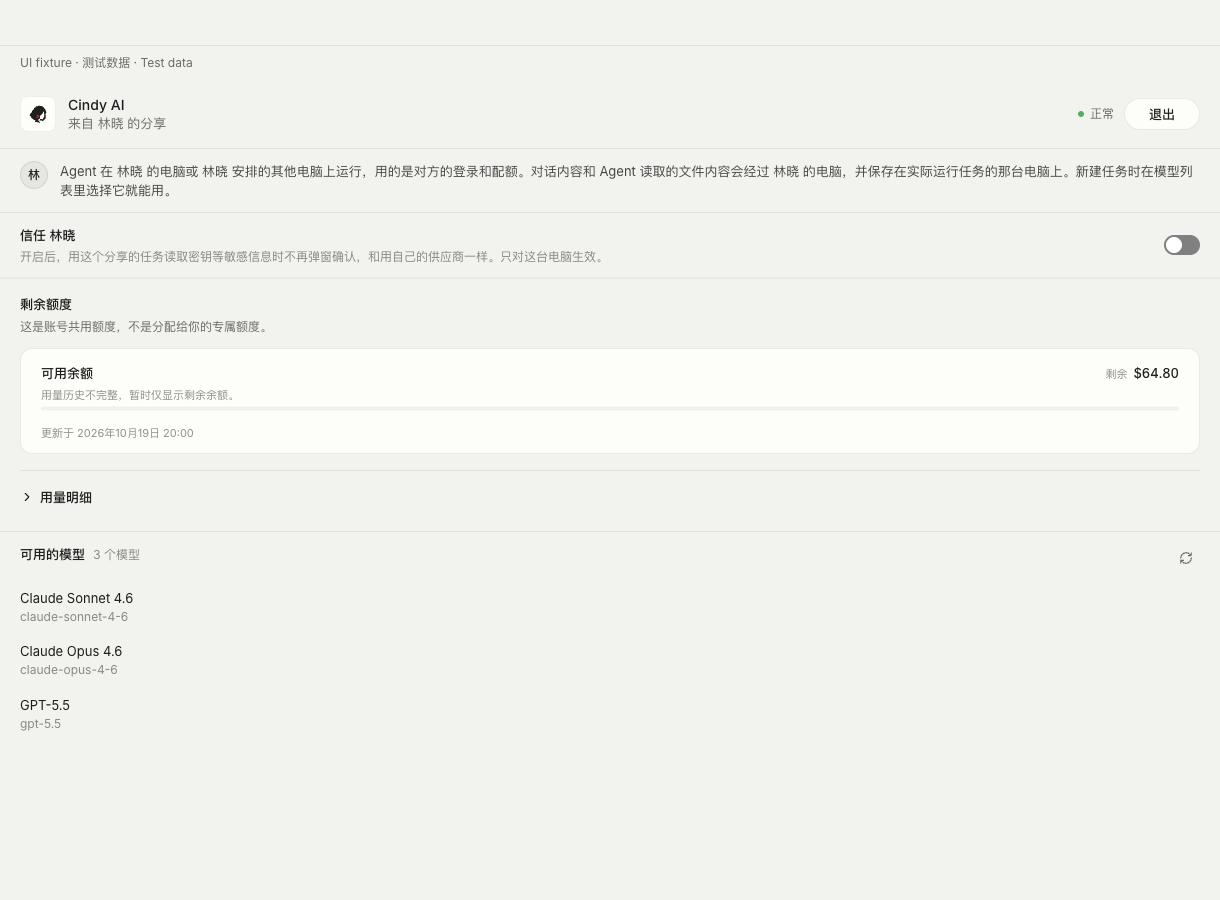 UI fixture · 测试数据 · Test data
Cindy AI
来自 林晓 的分享
正常
退出
林
Agent 在 林晓 的电脑或 林晓 安排的其他电脑上运行，用的是对方的登录和配额。对话内容和 Agent 读取的文件内容会经过 林晓 的电脑，并保存在实际运行任务的那台电脑上。新建任务时在模型列
表里选择它就能用。
信任 林晓
开启后，用这个分享的任务读取密钥等敏感信息时不再弹窗确认，和用自己的供应商一样。只对这台电脑生效。
剩余额度
这是账号共用额度，不是分配给你的专属额度。
可用余额
剩余 $64.80
用量历史不完整，暂时仅显示剩余余额。
更新于 2026年10月19日 20:00
用量明细
可用的模型 3 个模型
Claude Sonnet 4.6
claude-sonnet-4-6
Claude Opus 4.6
claude-opus-4-6
GPT-5.5
gpt-5.5